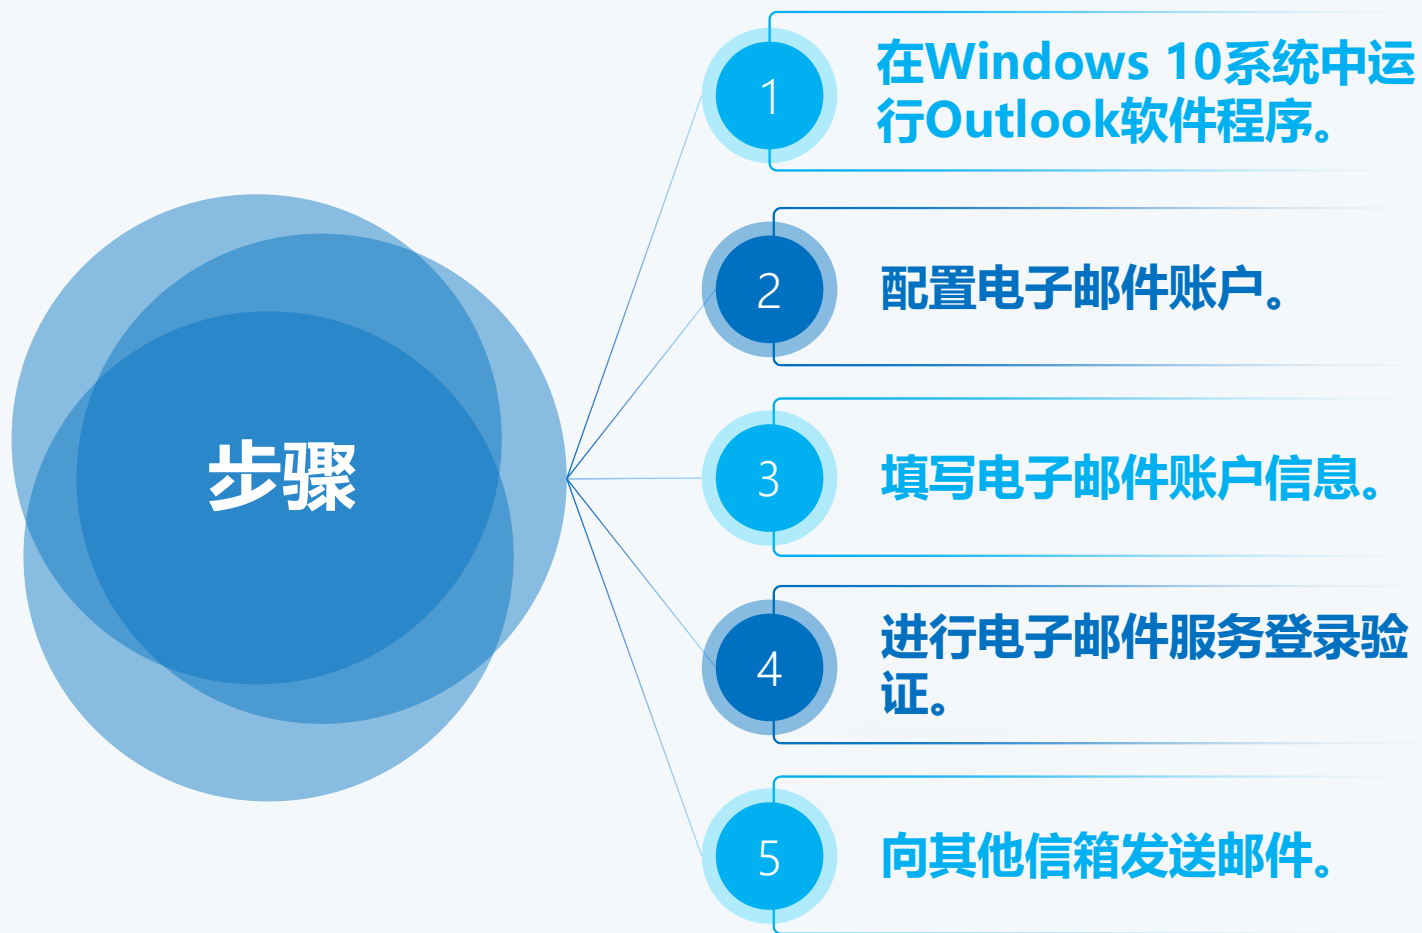 步骤
1
在Windows 10系统中运
行Outlook软件程序。
2
配置电子邮件账户。
3
填写电子邮件账户信息。
4
进行电子邮件服务登录验
证。
5
向其他信箱发送邮件。